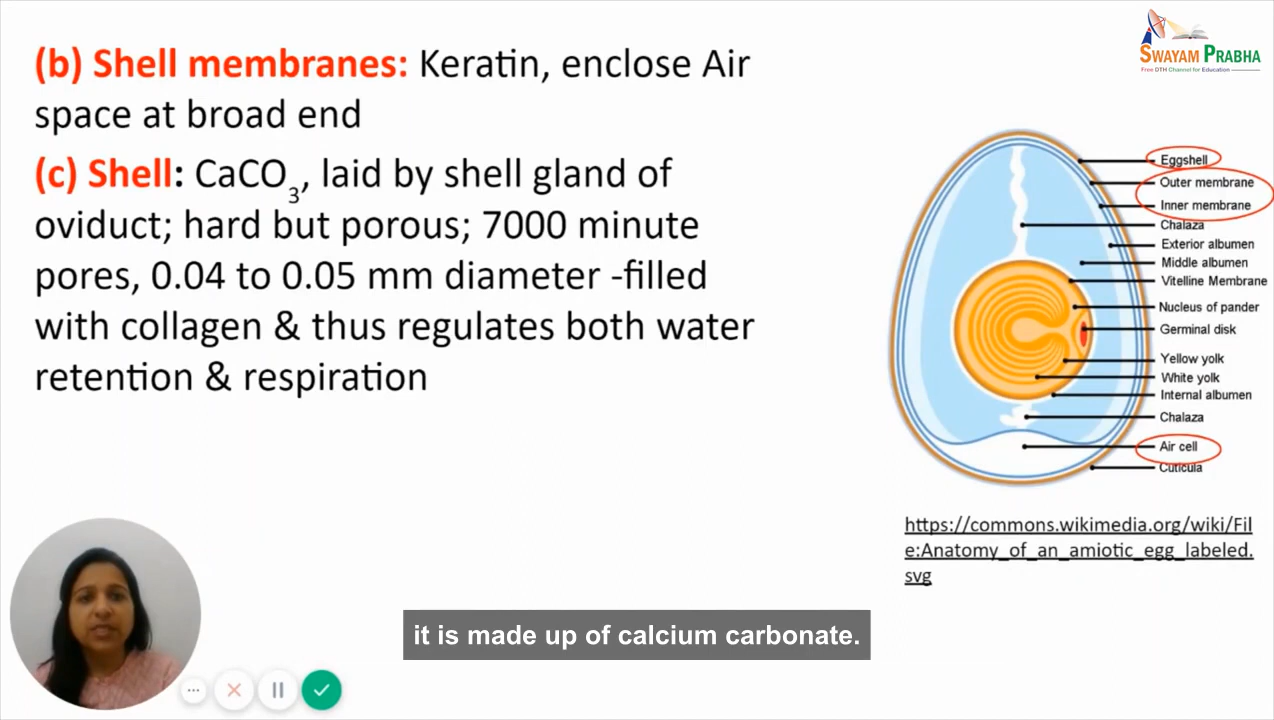 SWAYAM PRABHA
Free DTH Channel for Education
(b) Shell membranes: Keratin, enclose Air
space at broad end
(c) Shell: CaCO3, laid by shell gland of
oviduct; hard but porous; 7000 minute
pores, 0.04 to 0.05 mm diameter -filled
with collagen & thus regulates both water
retention & respiration
Eggshell
Outer membrane
Inner membrane
Chalaza
Exterior albumen
Middle albumen
Vitelline Membrane
Nucleus of pander
Germinal disk
Yellow yolk
White yolk
Internal albumen
Chalaza
Air cell
Cuticula
https://commons.wikimedia.org/wiki/Fil
e:Anatomy_of_an_amiotic_egg_labeled.
svg
it is made up of calcium carbonate.